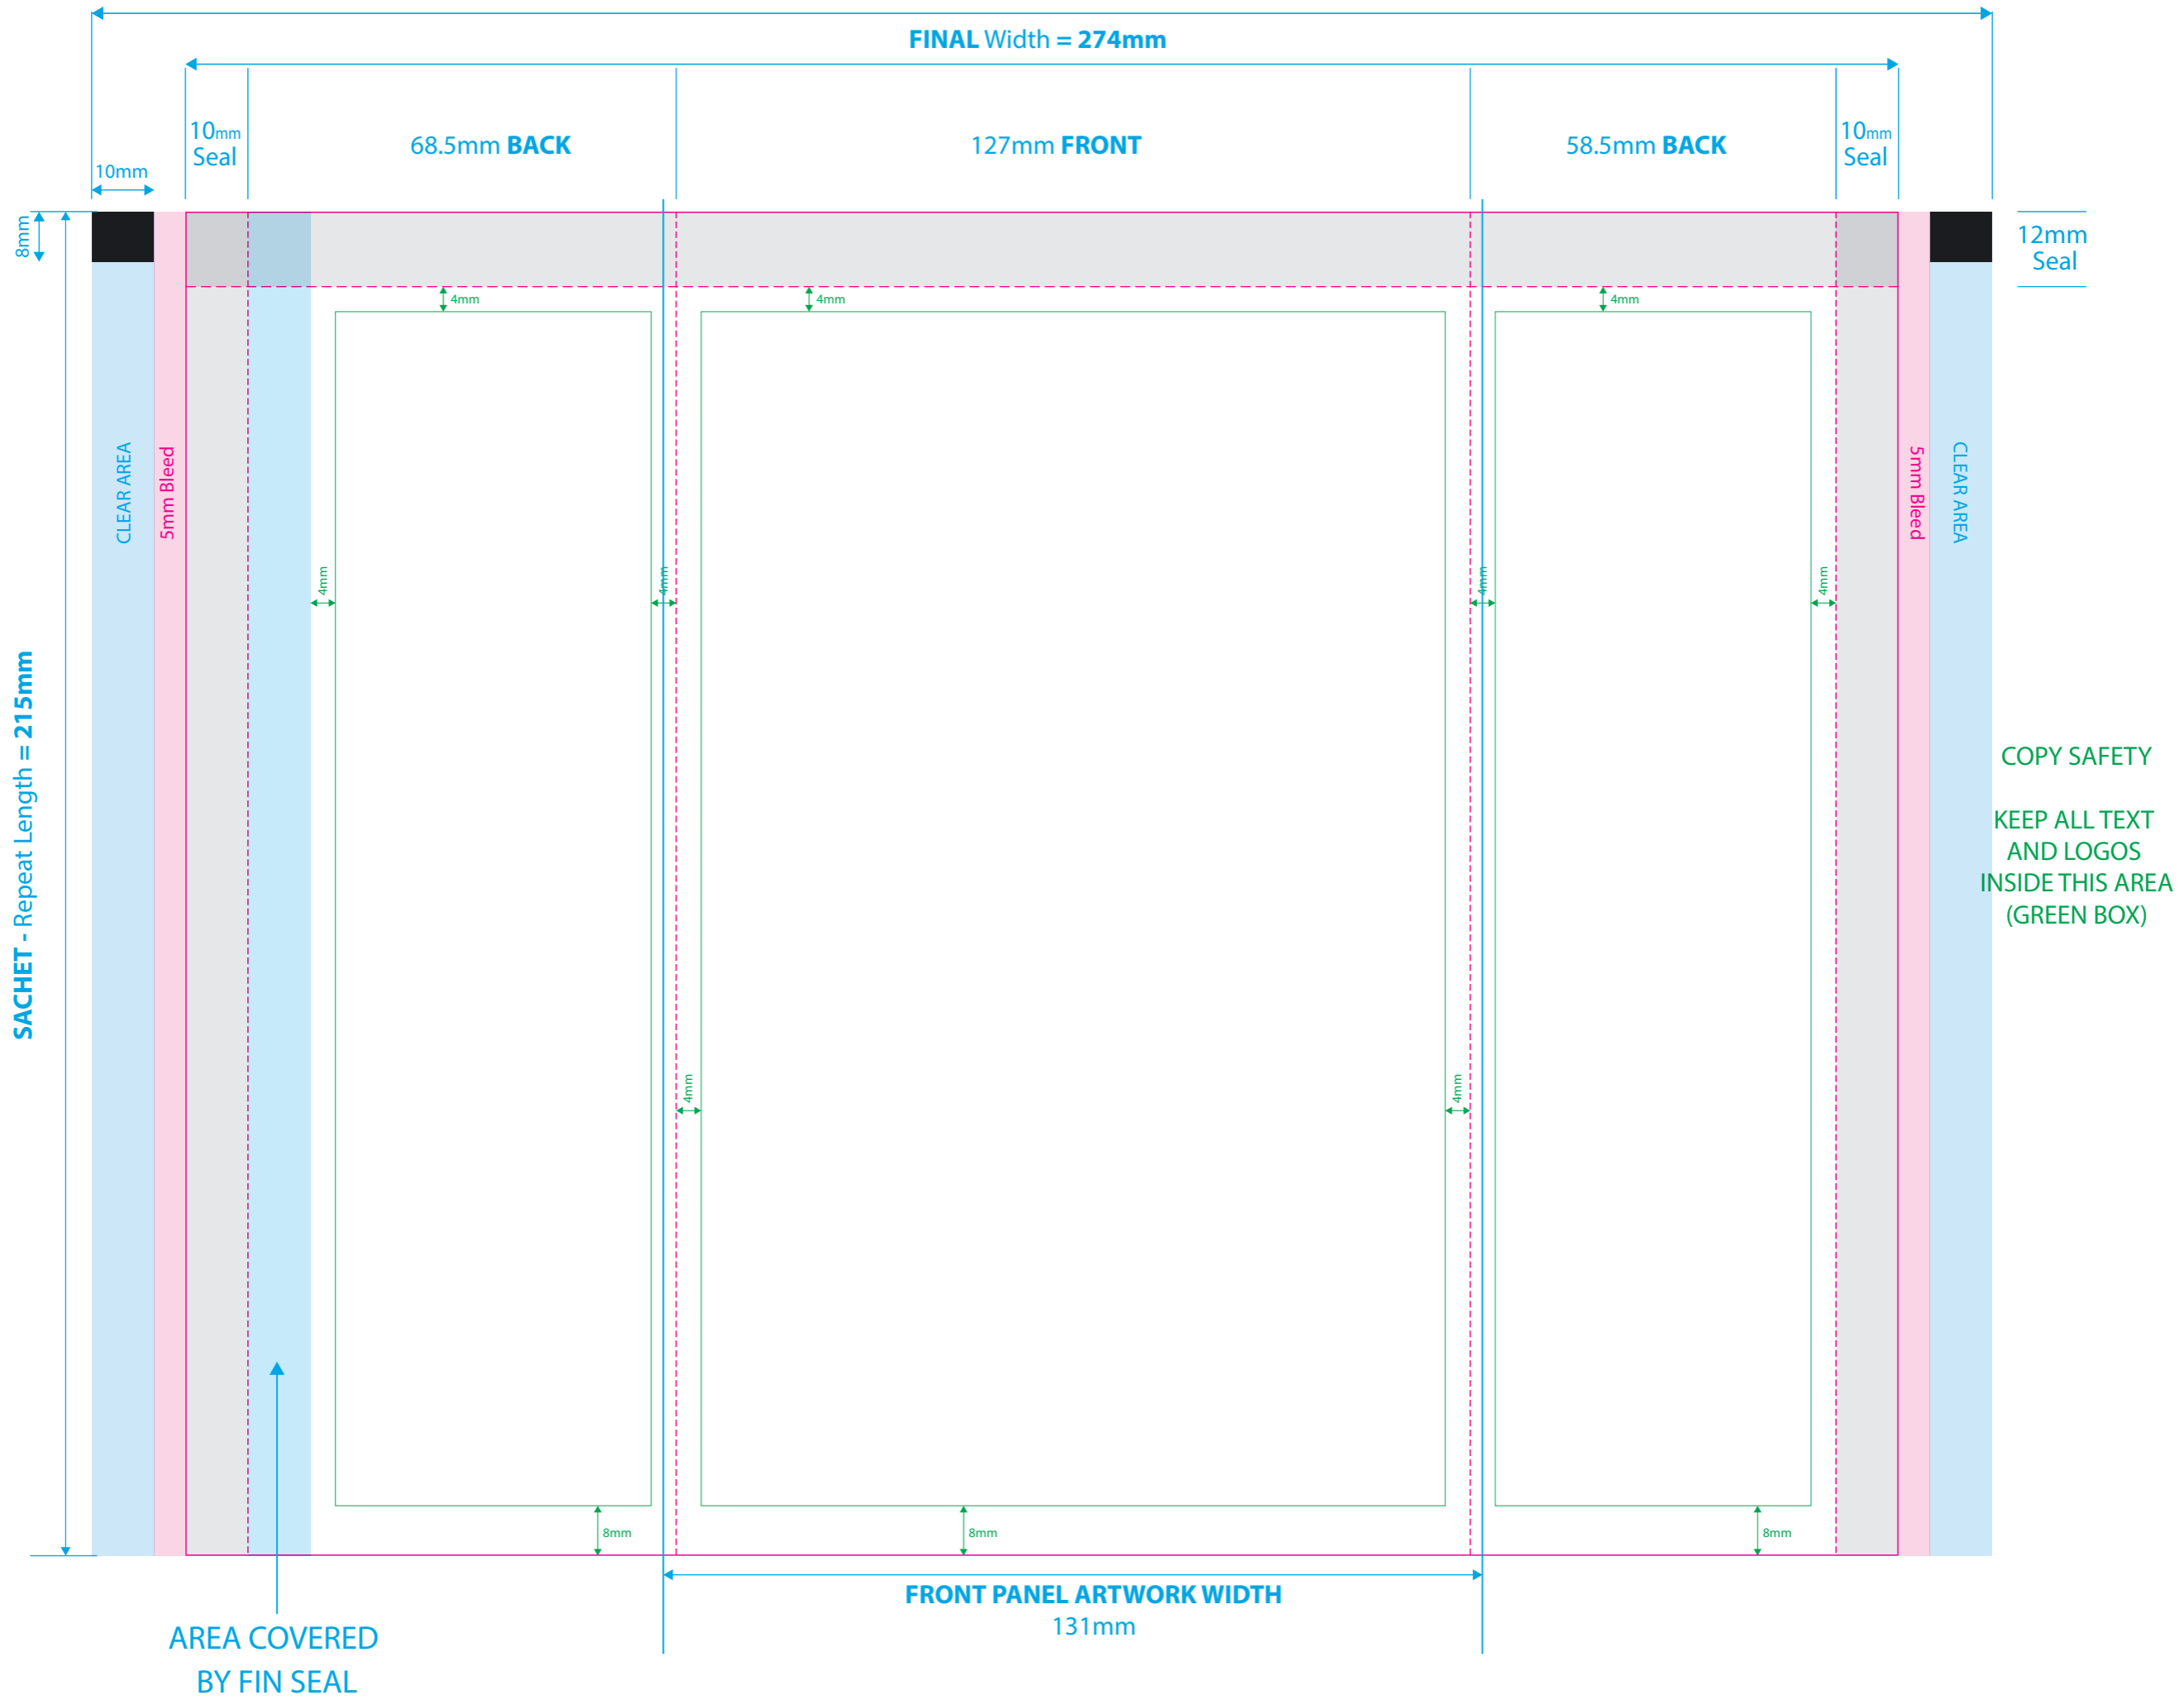 FINAL Width = 274mm
10mm
Seal
68.5mm BACK
127mm FRONT
58.5mm BACK
10mm
Seal
10mm
8mm
12mm
Seal
4mm
4mm
4mm
CLEAR AREA
5mm Bleed
5mm Bleed
CLEAR AREA
4mm
4mm
4mm
4mm
SACHET - Repeat Length = 215mm
COPY SAFETY
KEEP ALL TEXT
AND LOGOS
INSIDE THIS AREA
(GREEN BOX)
4mm
4mm
8mm
8mm
8mm
FRONT PANEL ARTWORK WIDTH
131mm
AREA COVERED
BY FIN SEAL